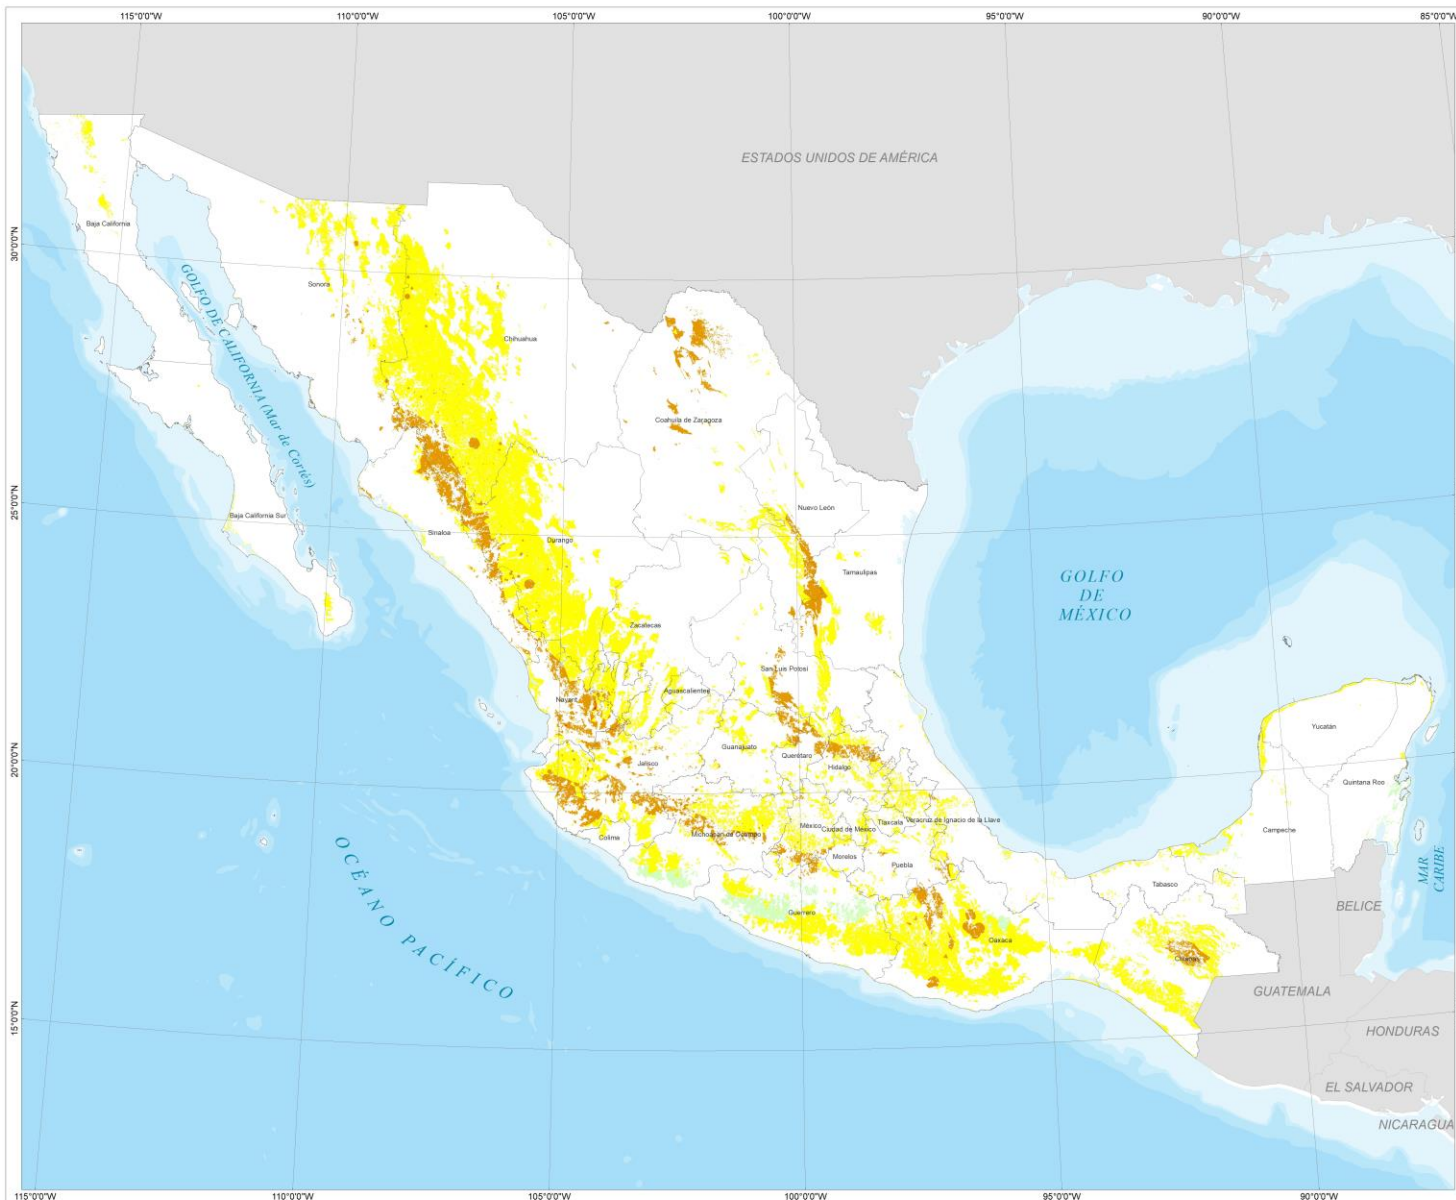 115°0'0"W 110°0'0"W 105°0'0"W 100°0'0"W 95°0'0"W 90°0'0"W 85°0'0"W
ESTADOS UNIDOS DE AMÉRICA
Baja California
30°0'0"N
Sonora
GOLFO DE CALIFORNIA (Mar de Cortés)
Chihuahua
Coahuila de Zaragoza
25°0'0"N
Baja California Sur
Sinaloa
Durango
Nuevo León
Tamaulipas
GOLFO
DE
MÉXICO
Zacatecas
San Luis Potosí
Aguascalientes
Nayarit
Yucatán
20°0'0"N
Jalisco
Guanajuato
Querétaro
Hidalgo
Quintana Roo
Colima
Michoacán de Ocampo
México
Ciudad de México
Tlaxcala
Veracruz de Ignacio de la Llave
Campeche
Morelos
Puebla
Tabasco
MAR
CARIBE
BELICE
Guerrero
Oaxaca
Chiapas
OCÉANO PACÍFICO
GUATEMALA
15°0'0"N
HONDURAS
EL SALVADOR
NICARAGUA
115°0'0"W 110°0'0"W 105°0'0"W 100°0'0"W 95°0'0"W 90°0'0"W